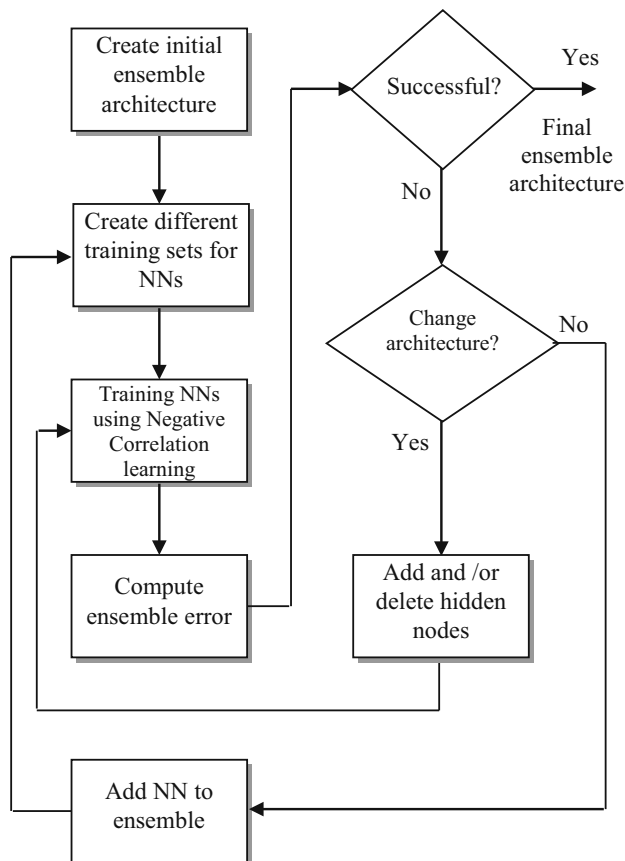 Create initial
ensemble
architecture
Create different
training sets for
NNs
Training NNs
using Negative
Correlation
learning
Compute
ensemble error
Add NN to
ensemble
Successful?
Yes
Final
ensemble
architecture
No
Change
architecture?
No
Yes
Add and /or
delete hidden
nodes